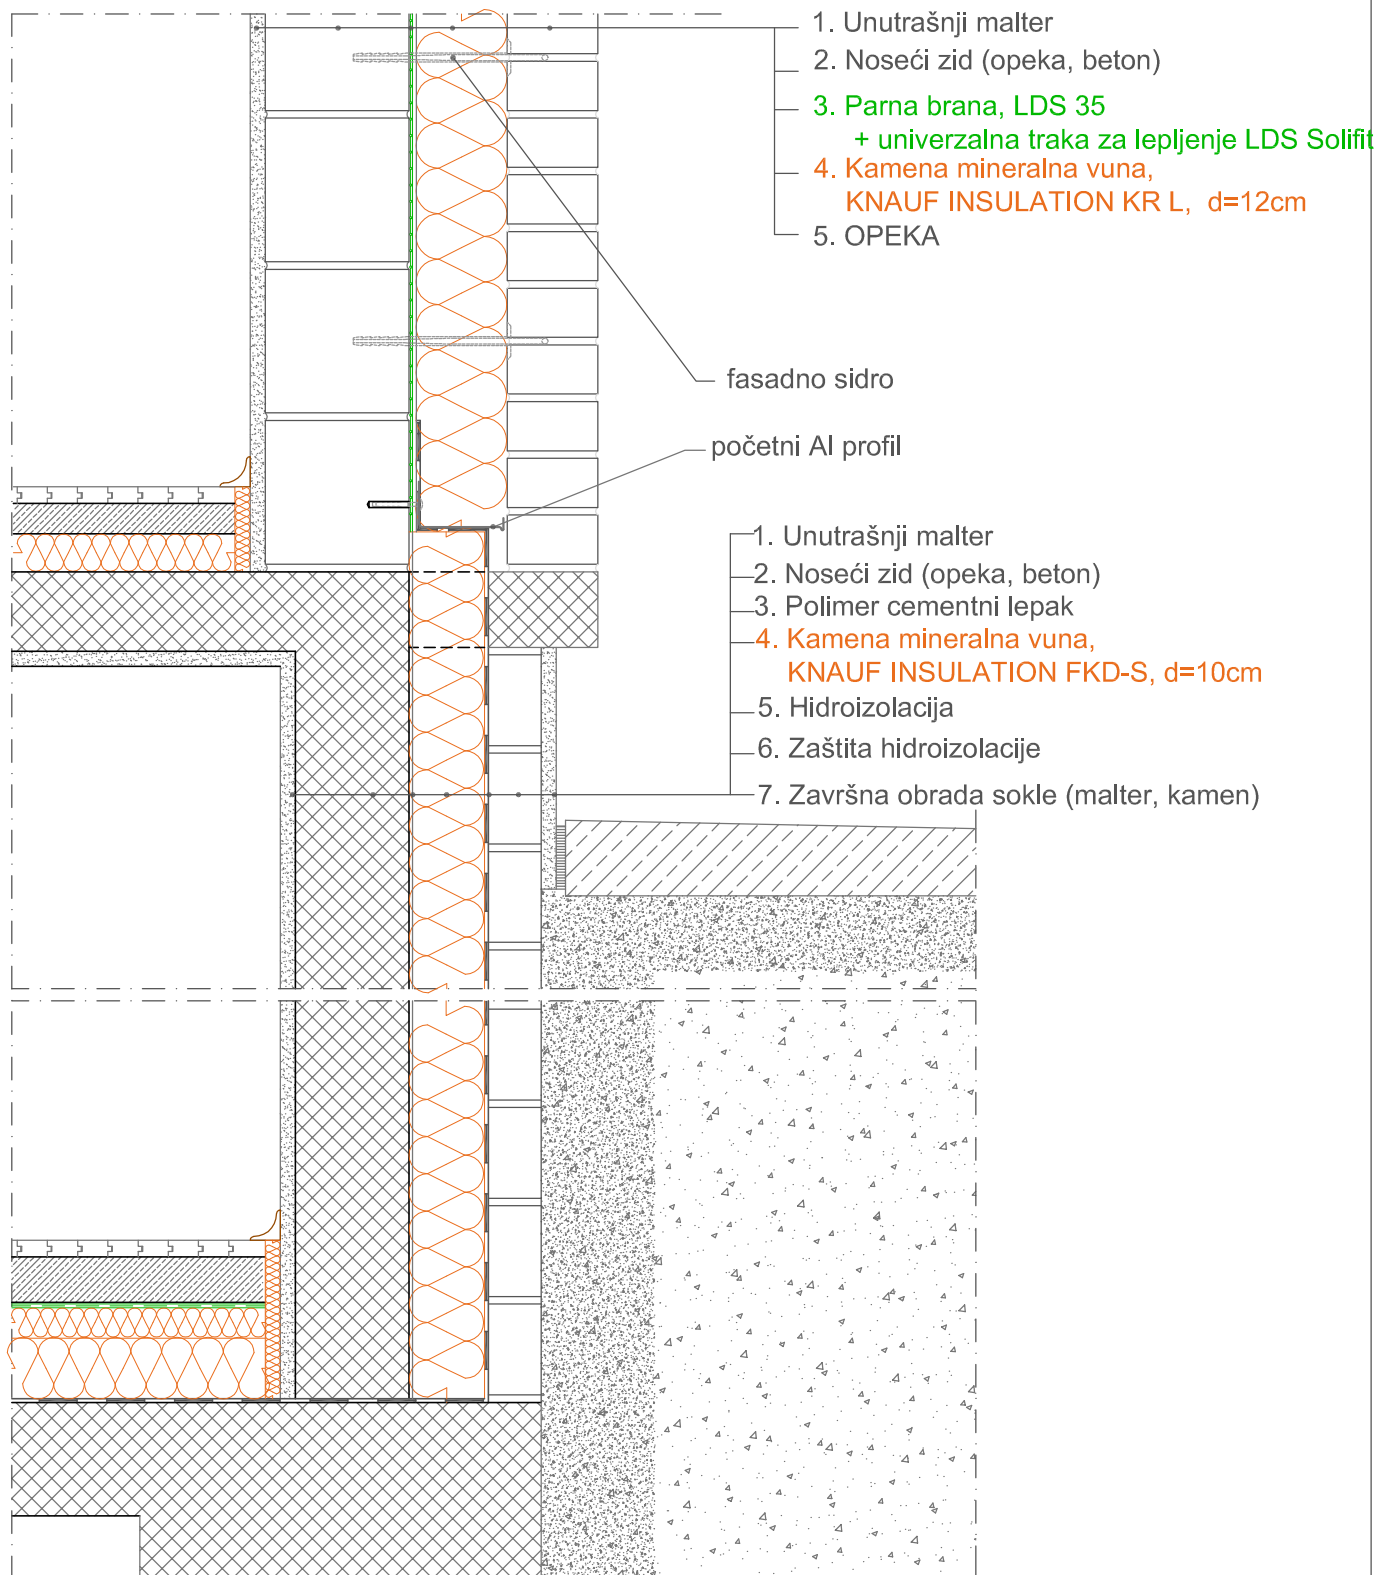 1. Unutrašnji malter
2. Noseći zid (opeka, beton)
3. Parna brana, LDS 35
+ univerzalna traka za lepljenje LDS Solifit
4. Kamena mineralna vuna,
KNAUF INSULATION KR L, d=12cm
5. OPEKA
fasadno sidro
početni Al profil
1. Unutrašnji malter
2. Noseći zid (opeka, beton)
3. Polimer cementni lepak
4. Kamena mineralna vuna,
KNAUF INSULATION FKD-S, d=10cm
5. Hidroizolacija
6. Zaštita hidroizolacije
7. Završna obrada sokle (malter, kamen)